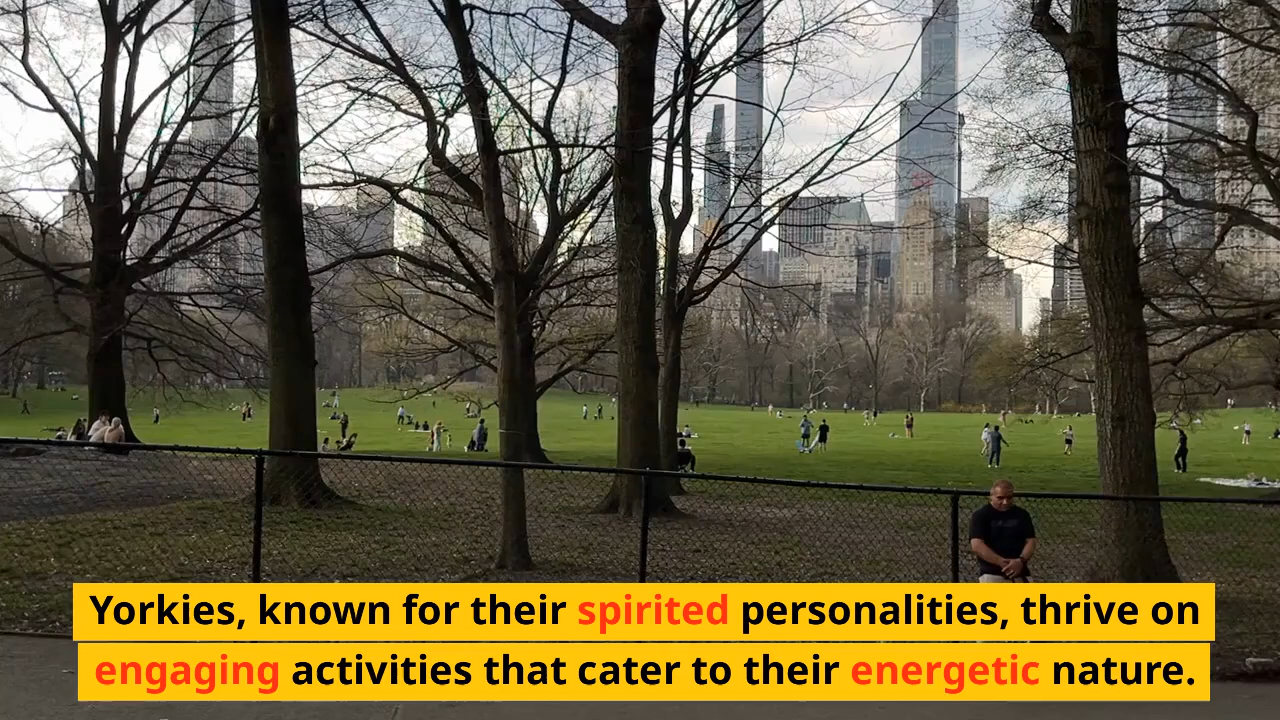 Yorkies, known for their spirited personalities, thrive on
engaging activities that cater to their energetic nature.